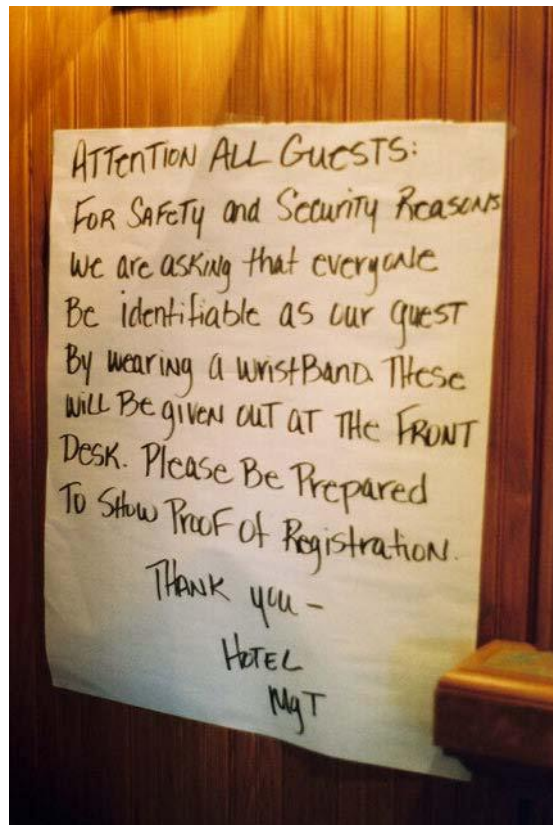 ATTENTION ALL GUESTS:
FOR SAFETY and Security Reasons
We are asking that everyone
Be identifiable as our guest
By wearing a wristBand. These
will Be given out at the Front
Desk. Please Be Prepared
To Show Proof of Registration.
Thank you -
Hotel
MgT